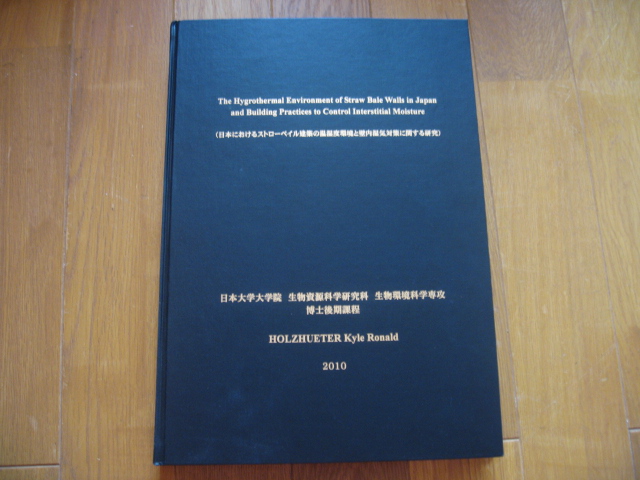 The Hygrothermal Environment of Straw Bale Walls in Japan
and Building Practices to Control Interstitial Moisture
(日本におけるストローベイル建築の温湿度環境と壁内湿気対策に関する研究)
日本大学大学院 生物資源科学研究科 生物環境科学専攻
博士後期課程
HOLZHUETER Kyle Ronald
2010